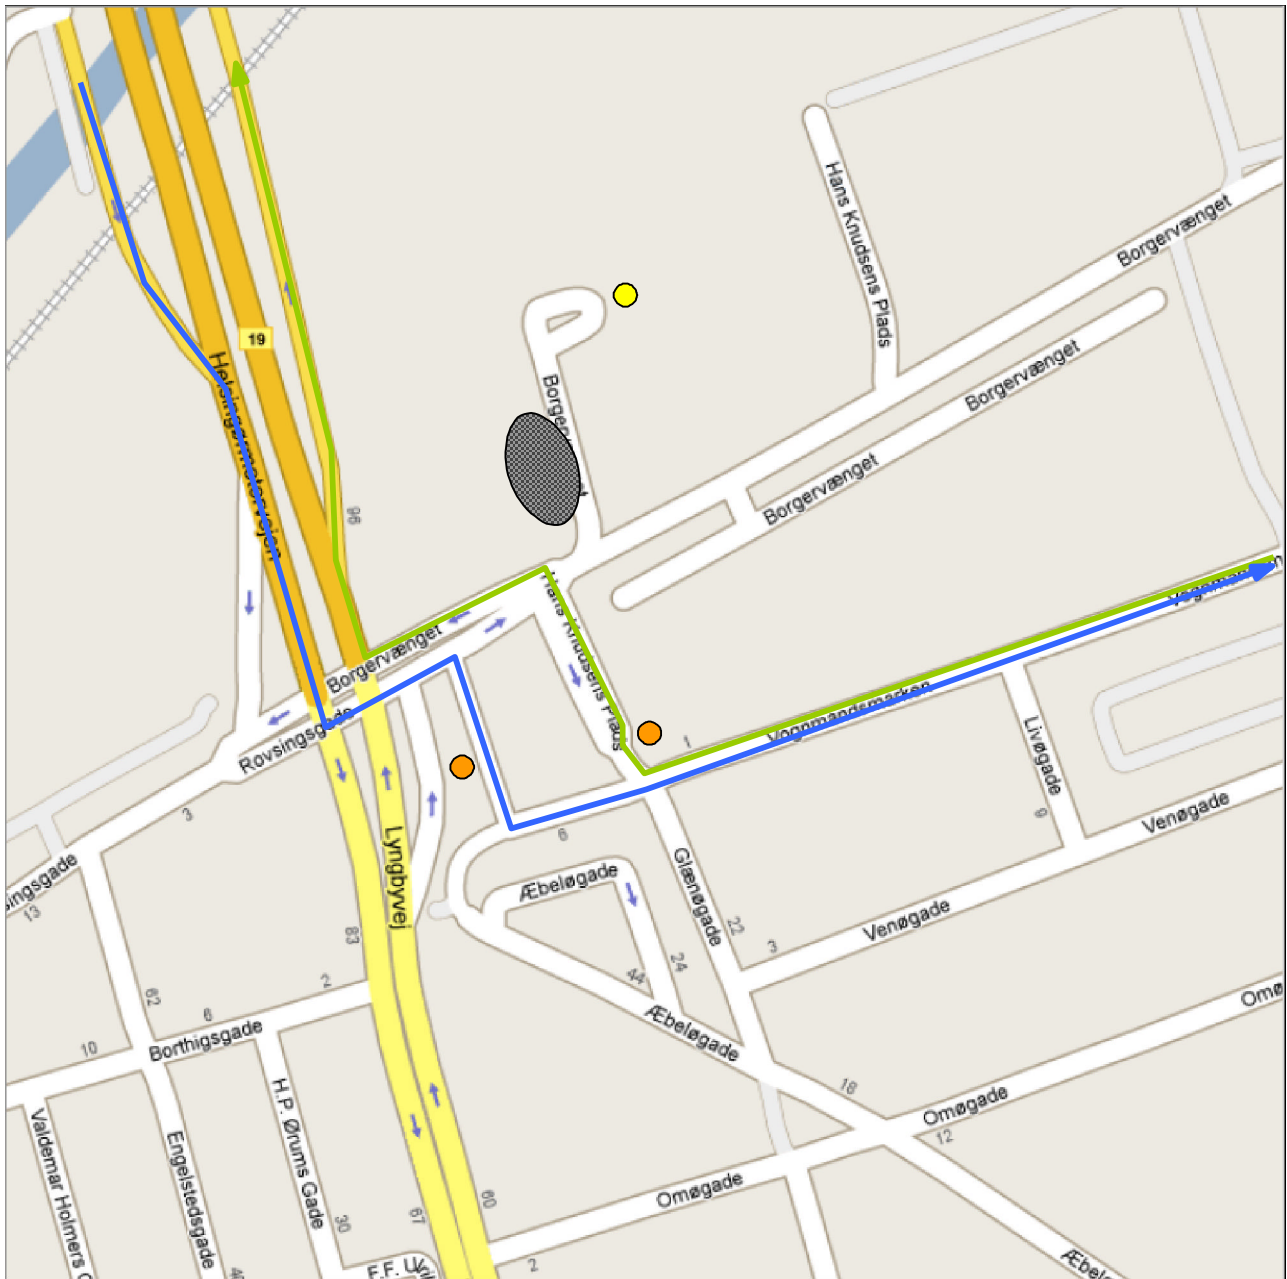 Hans Knudsens Plads
Borgervænget
19
Helsingørmotorvejen
Borgervænget
Borgervænget
96
Borgervænget
Hans Knudsens Plads
Vognmandsmarken
Borgervænget
Rovsingsgade
1
Livøgade
3
6
9
Venøgade
Lyngbyvej
Glænøgade
Æbeløgade
13
83
22
3
Venøgade
24
44
2
62
6
Borthigsgade
10
Æbeløgade
18
Omøgade
12
H.P. Ørums Gade
Valdemar Holmers
Engelstedsgade
Omøgade
60
67
30
2